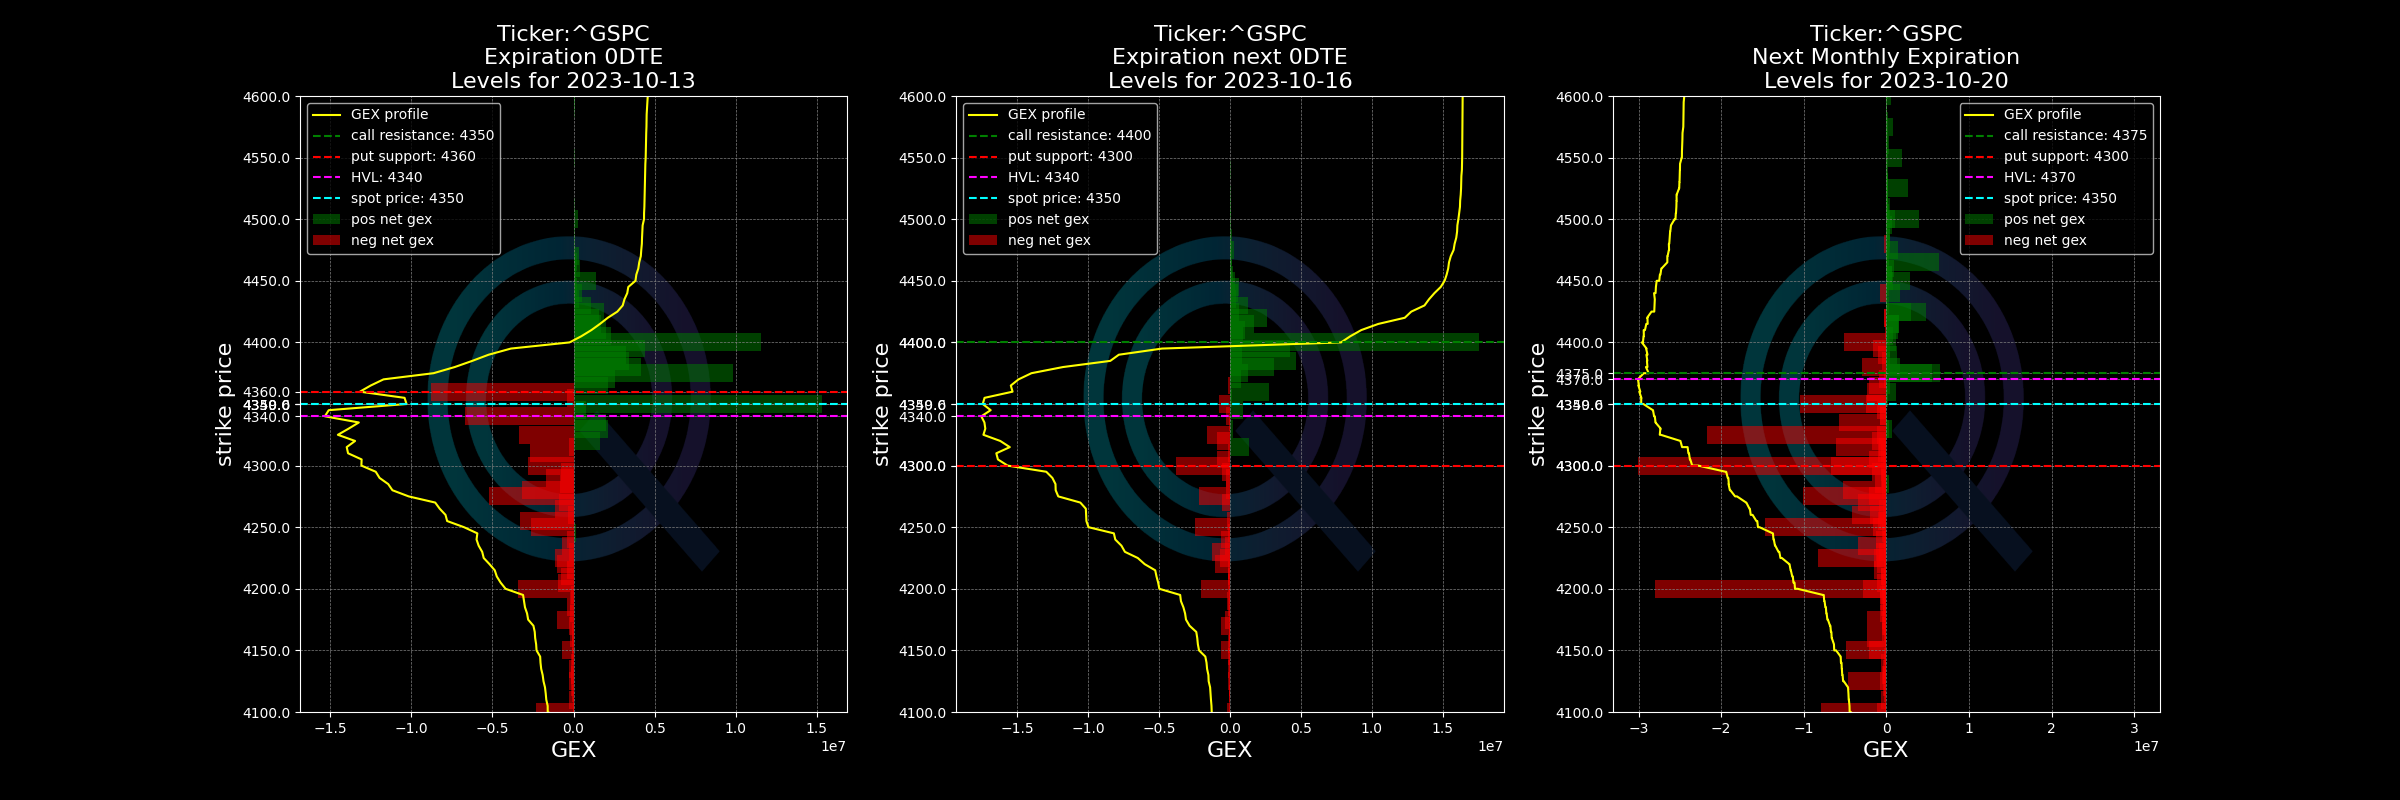 Ticker:^GSPC
Expiration 0DTE
Levels for 2023-10-13
GEX profile
call resistance: 4350
put support: 4360
HVL: 4340
spot price: 4350
pos net gex
neg net gex
4600.0
4550.0
4500.0
4450.0
4400.0
4360.0
4350.0
4340.0
4300.0
4250.0
4200.0
4150.0
4100.0
strike price
−1.5 −1.0 −0.5 0.0 0.5 1.0 1.5
1e7
GEX
Ticker:^GSPC
Expiration next 0DTE
Levels for 2023-10-16
GEX profile
call resistance: 4400
put support: 4300
HVL: 4340
spot price: 4350
pos net gex
neg net gex
4600.0
4550.0
4500.0
4450.0
4400.0
4350.0
4340.0
4300.0
4250.0
4200.0
4150.0
4100.0
strike price
−1.5 −1.0 −0.5 0.0 0.5 1.0 1.5
1e7
GEX
Ticker:^GSPC
Next Monthly Expiration
Levels for 2023-10-20
GEX profile
call resistance: 4375
put support: 4300
HVL: 4370
spot price: 4350
pos net gex
neg net gex
4600.0
4550.0
4500.0
4450.0
4400.0
4375.0
4370.0
4300.0
4250.0
4200.0
4150.0
4100.0
strike price
−3 −2 −1 0 1 2 3
1e7
GEX